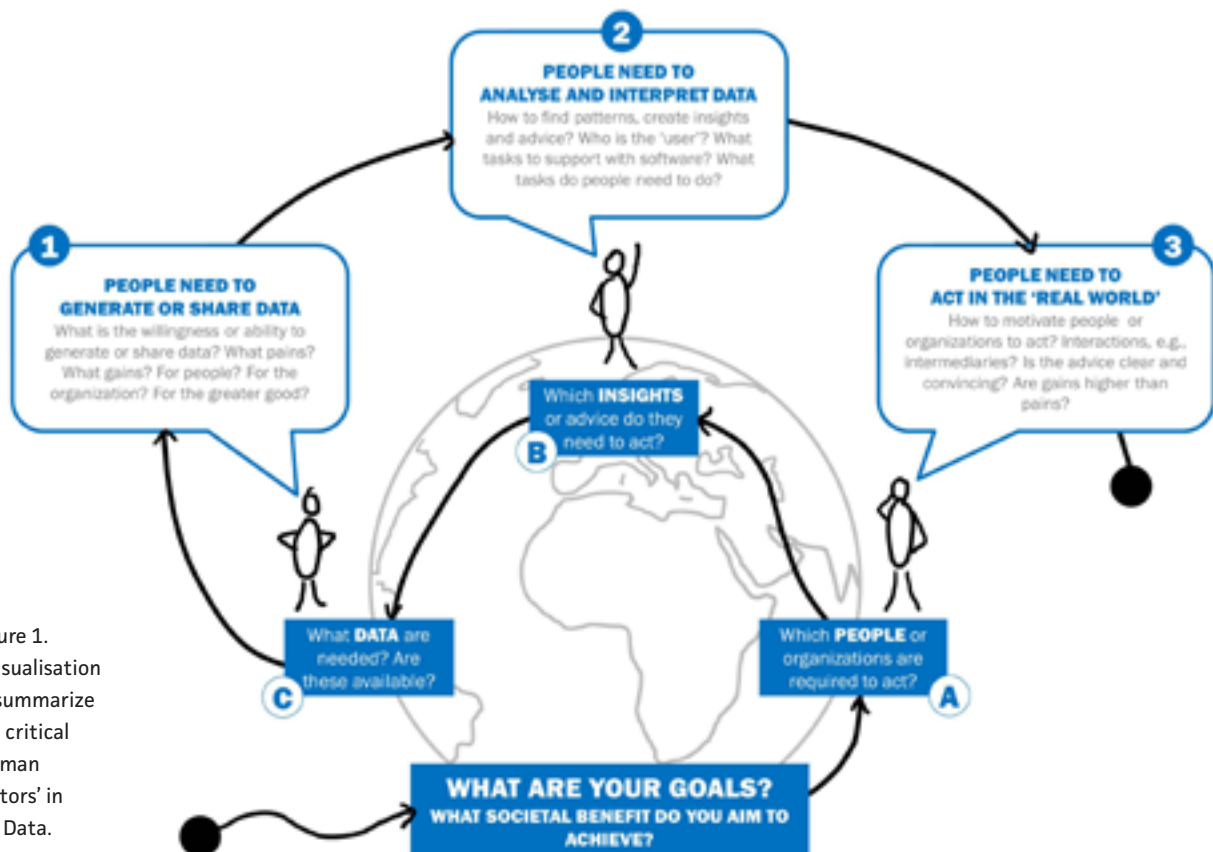 2
PEOPLE NEED TO
ANALYSE AND INTERPRET DATA
How to find patterns, create insights
and advice? Who is the 'user'? What
tasks to support with software? What
tasks do people need to do?
1
PEOPLE NEED TO
GENERATE OR SHARE DATA
What is the willingness or ability to
generate or share data? What pains?
What gains? For people? For the
organization? For the greater good?
3
PEOPLE NEED TO
ACT IN THE 'REAL WORLD'
How to motivate people or
organizations to act? Interactions, e.g.,
intermediaries? Is the advice clear and
convincing? Are gains higher than
pains?
Which INSIGHTS
or advice do they
need to act?
B
What DATA are
needed? Are
these available?
C
Which PEOPLE or
organizations are
required to act?
A
WHAT ARE YOUR GOALS?
WHAT SOCIETAL BENEFIT DO YOU AIM TO
ACHIEVE?
ure 1.
sualisation
summarize
critical
man
tors' in
Data.